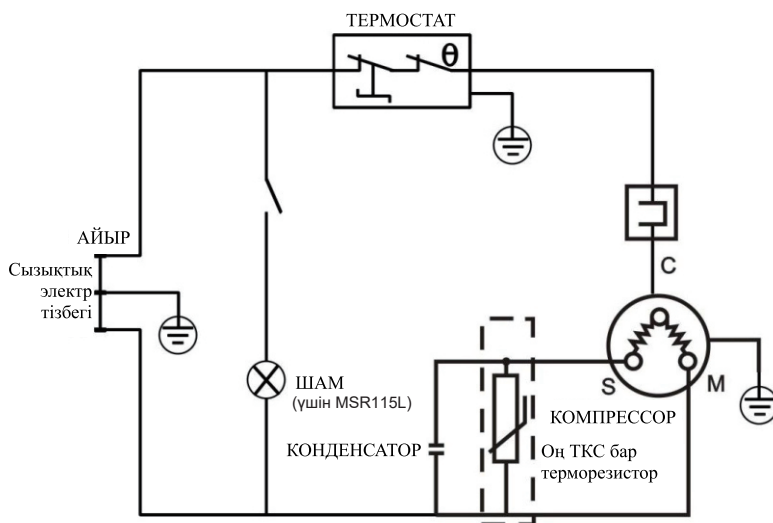 ТЕРМОСТАТ
θ
АЙЫР
Сызықтық
электр
тізбегі
C
S
M
ШАМ
(үшін MSR115L)
КОМПРЕССОР
КОНДЕНСАТОР
Оң ТКС бар
терморезистор